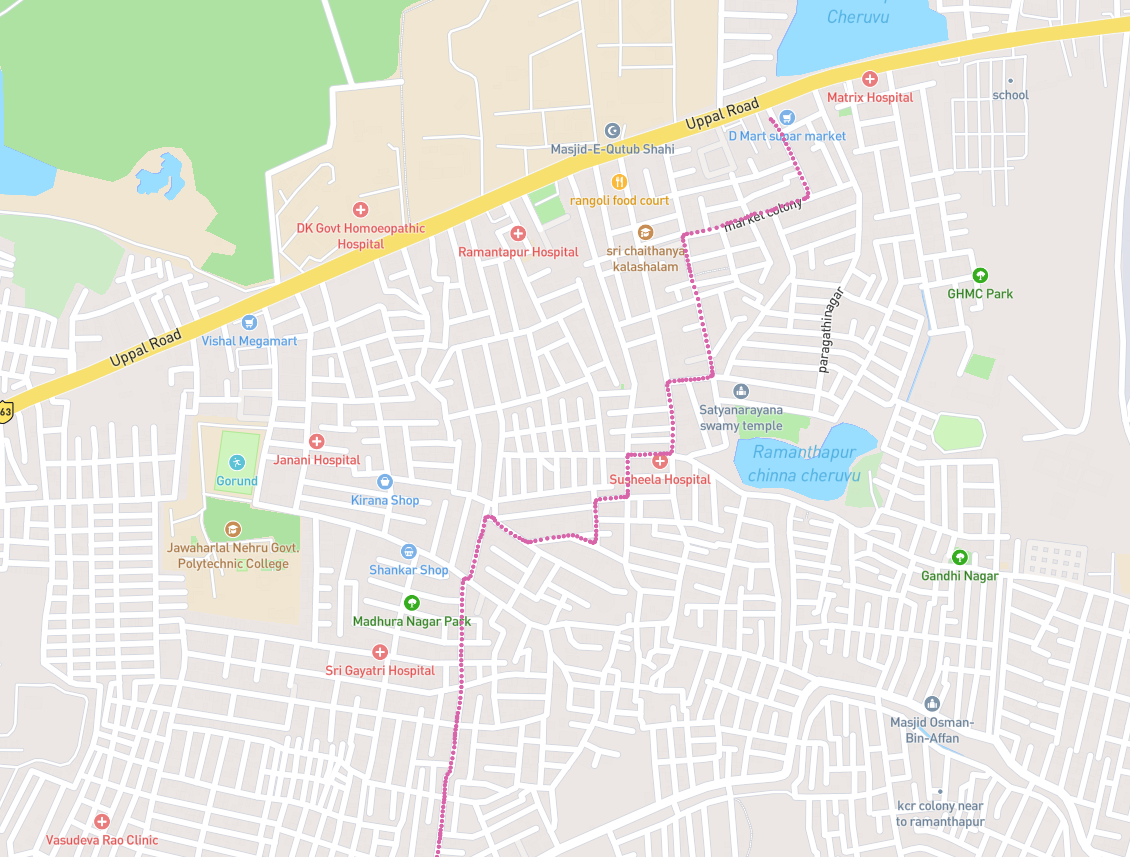 Cheruvu
Uppal Road
Matrix Hospital
school
D Mart supar market
Masjid-E-Qutub Shahi
rangoli food court
DK Govt Homoeopathic
Hospital
market colony
Ramantapur Hospital
sri chaithanya
kalashalam
GHMC Park
paragathinagar
Uppal Road
Vishal Megamart
63
Satyanarayana
swamy temple
Ramanthapur
chinna cheruvu
Janani Hospital
Gorund
Susheela Hospital
Kirana Shop
Jawaharlal Nehru Govt.
Polytechnic College
Shankar Shop
Gandhi Nagar
Madhura Nagar Park
Sri Gayatri Hospital
Masjid Osman-
Bin-Affan
kcr colony near
to ramanthapur
Vasudeva Rao Clinic